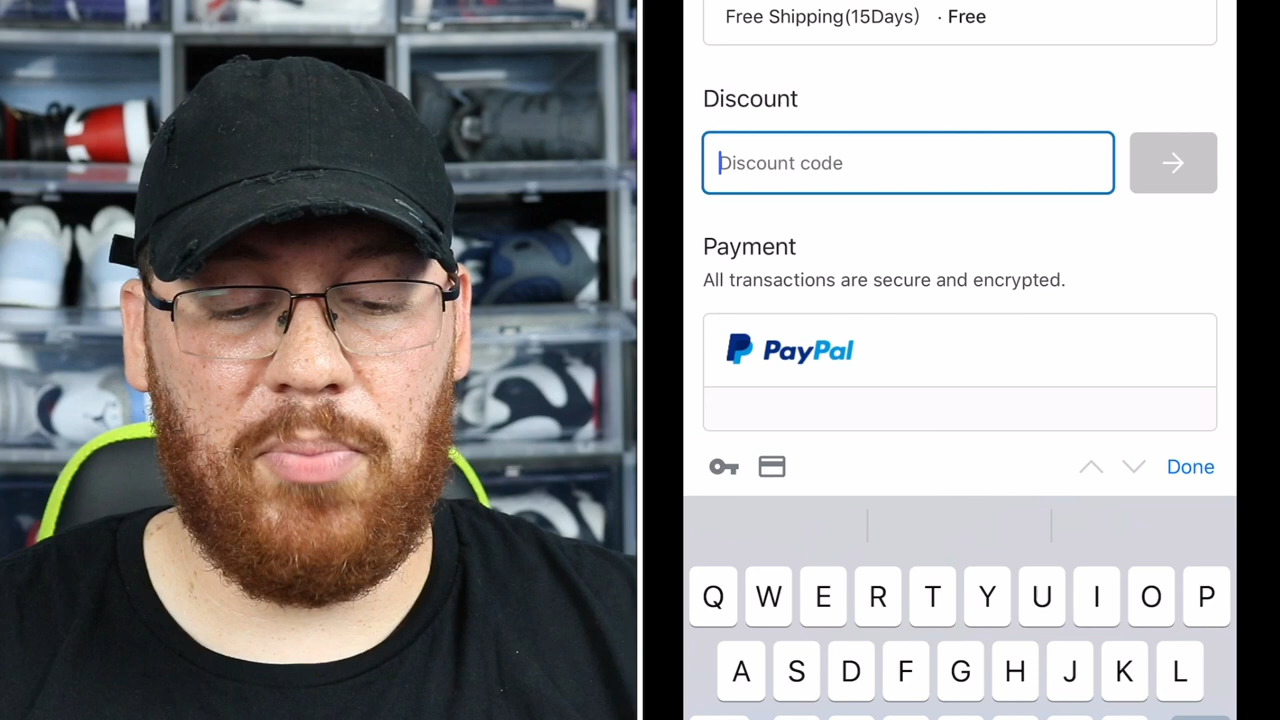 Free Shipping(15Days) · Free
Discount
Discount code
Payment
All transactions are secure and encrypted.
PayPal
Done
Q W E R T Y U I O P
A S D F G H J K L